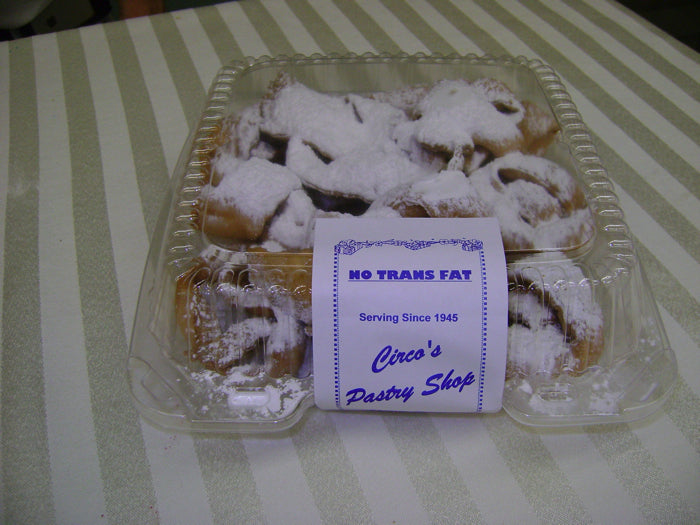 NO TRANS FAT
Serving Since 1945
Circo's
Pastry Shop